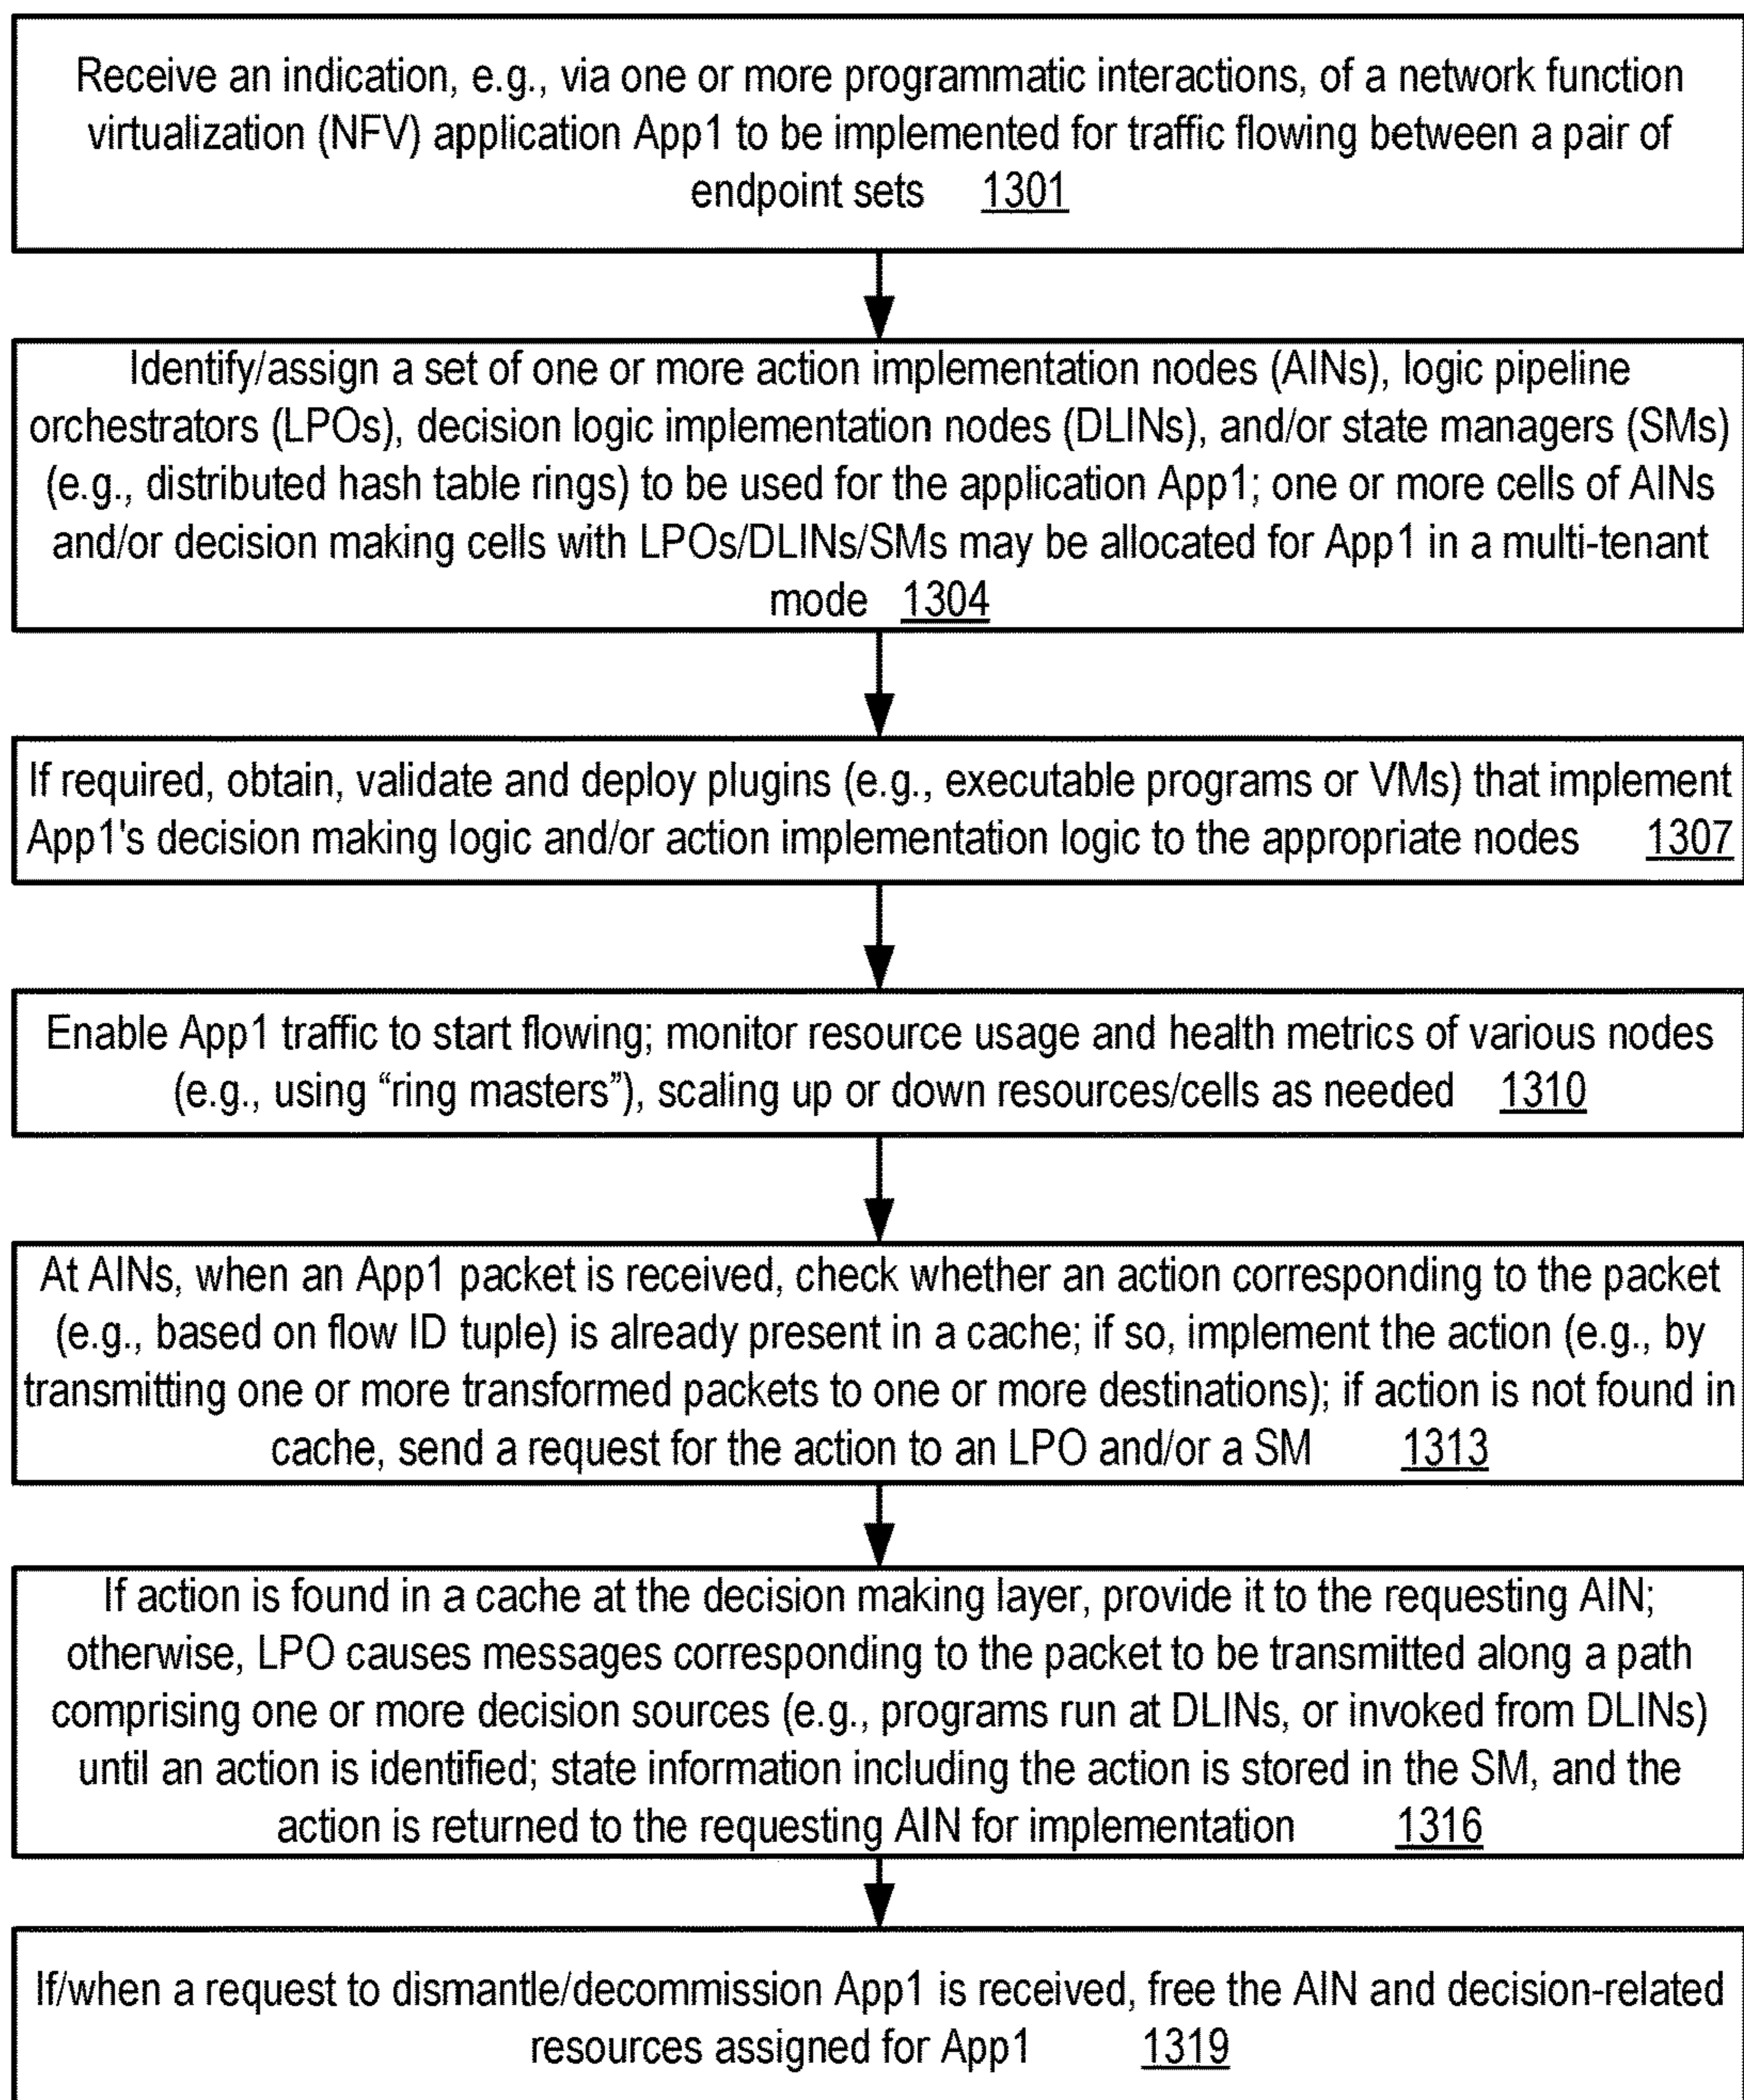 Receive an indication, e.g., via one or more programmatic interactions, of a network function
virtualization (NFV) application App1 to be implemented for traffic flowing between a pair of
endpoint sets 1301
Identify/assign a set of one or more action implementation nodes (AINs), logic pipeline
orchestrators (LPOs), decision logic implementation nodes (DLINs), and/or state managers (SMs)
(e.g., distributed hash table rings) to be used for the application App1; one or more cells of AINs
and/or decision making cells with LPOs/DLINs/SMs may be allocated for App1 in a multi-tenant
mode 1304
If required, obtain, validate and deploy plugins (e.g., executable programs or VMs) that implement
App1's decision making logic and/or action implementation logic to the appropriate nodes 1307
Enable App1 traffic to start flowing; monitor resource usage and health metrics of various nodes
(e.g., using “ring masters”), scaling up or down resources/cells as needed 1310
At AINs, when an App1 packet is received, check whether an action corresponding to the packet
(e.g., based on flow ID tuple) is already present in a cache; if so, implement the action (e.g., by
transmitting one or more transformed packets to one or more destinations); if action is not found in
cache, send a request for the action to an LPO and/or a SM 1313
If action is found in a cache at the decision making layer, provide it to the requesting AIN;
otherwise, LPO causes messages corresponding to the packet to be transmitted along a path
comprising one or more decision sources (e.g., programs run at DLINs, or invoked from DLINs)
until an action is identified; state information including the action is stored in the SM, and the
action is returned to the requesting AIN for implementation 1316
If/when a request to dismantle/decommission App1 is received, free the AIN and decision-related
resources assigned for App1 1319